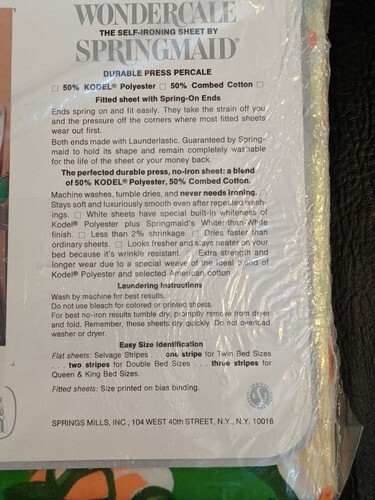 WONDERCALE
THE SELF-IRONING SHEET BY
SPRINGMAID®
DURABLE PRESS PERCALE
□ 50% KODEL® Polyester □ 50% Combed Cotton □
Fitted sheet with Spring-On Ends
Ends spring on and fit easily. They take the strain off you
and the pressure off the corners where most fitted sheets
wear out first.
Both ends made with Launderlastic. Guaranteed by Spring-
maid to hold its shape and remain completely washable
for the life of the sheet or your money back.
The perfected durable press, no-iron sheet: a blend
of 50% KODEL® Polyester, 50% Combed Cotton.
Machine washes, tumble dries, and never needs ironing.
Stays soft and luxuriously smooth even after repeated wash-
ings. □ White sheets have special built-in whiteness of
Kodel® Polyester plus Springmaid's Whiter-than-White
finish. □ Less than 2% shrinkage. □ Dries faster than
ordinary sheets. □ Looks fresher and stays neater on your
bed because it's wrinkle resistant. Extra strength and
longer wear due to a special weave of the ideal blend of
Kodel® Polyester and selected American cotton
Laundering Instructions
Wash by machine for best results.
Do not use bleach for colored or printed sheets.
For best no-iron results tumble dry, promptly remove from dryer
and fold. Remember, these sheets dry quickly. Do not overload
washer or dryer.
Easy Size Identification
Flat sheets: Selvage Stripes . . . one stripe for Twin Bed Sizes
. . . two stripes for Double Bed Sizes . . . three stripes for
Queen & King Bed Sizes.
Fitted sheets: Size printed on bias binding.
SPRINGS MILLS, INC., 104 WEST 40th STREET, N.Y., N.Y. 10018